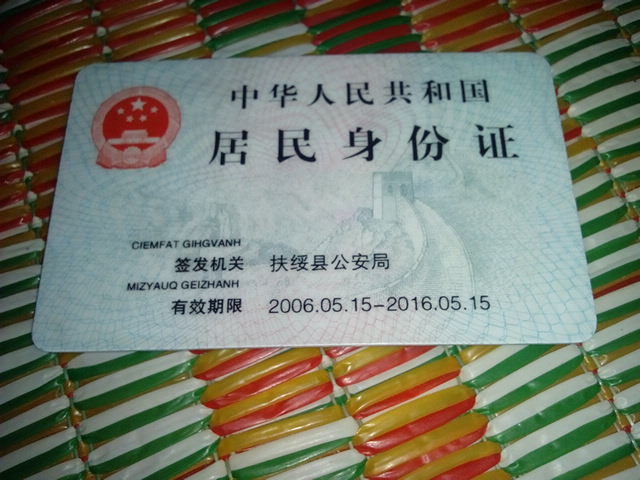 中华人民共和国
居民身份证
CIEMFAT GIHGVANH
签发机关 扶绥县公安局
MIZYAUQ GEIZHANH
有效期限 2006.05.15-2016.05.15